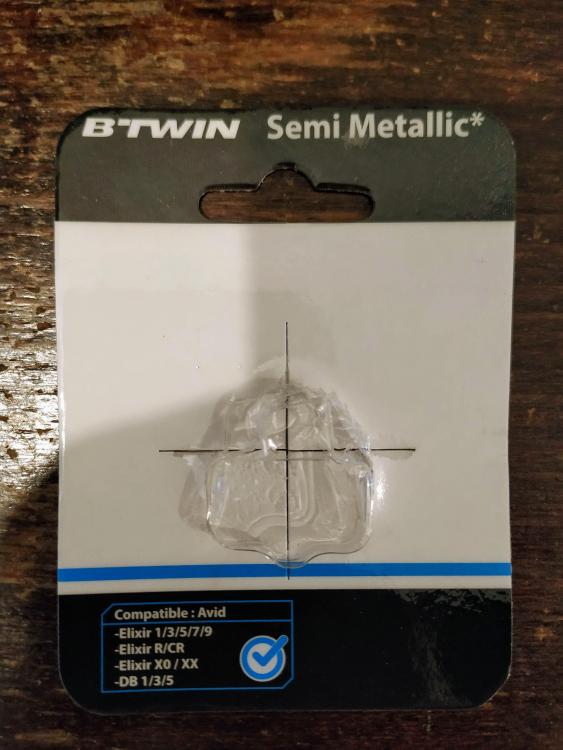 B'TWIN Semi Metallic*
Compatible : Avid
-Elixir 1/3/5/7/9
-Elixir R/CR
-Elixir X0 / XX
-DB 1/3/5